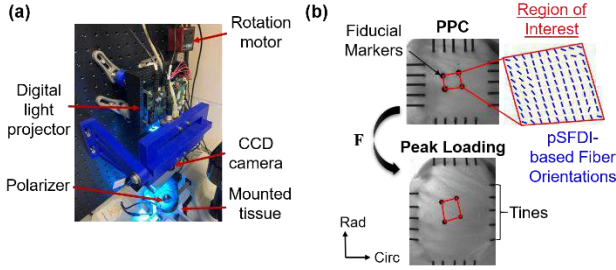 (a)
Rotation
motor
Digital
light
projector
CCD
camera
Polarizer
Mounted
tissue
(b)
Fiducial
Markers
PPC
Region of
Interest
F
Peak Loading
pSFDI-
based Fiber
Orientations
Tines
Rad
Circ